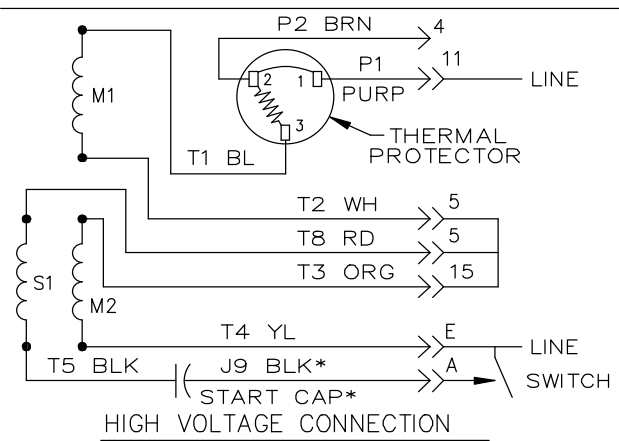 P2 BRN 4
M1
2 1
P1 11
PURP
LINE
3
THERMAL
PROTECTOR
T1 BL
T2 WH 5
T8 RD 5
T3 ORG 15
S1
M2
T4 YL E
LINE
T5 BLK J9 BLK* A
SWITCH
START CAP*
HIGH VOLTAGE CONNECTION